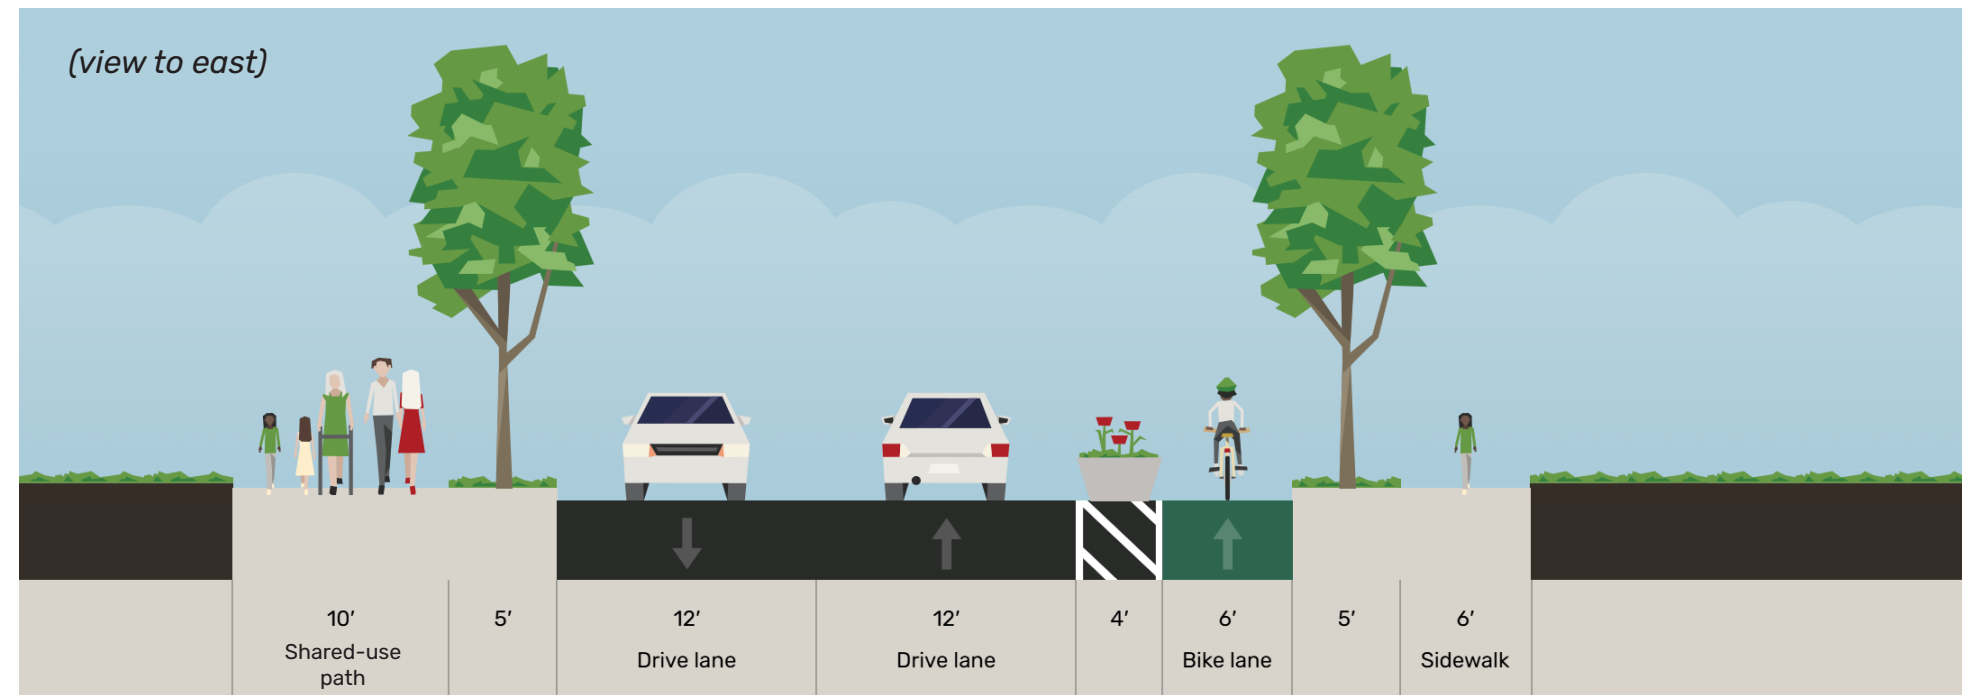 (view to east)
10′
5′
12′
12′
4′
6′
5′
6′
Shared-use
path
Drive lane
Drive lane
Bike lane
Sidewalk